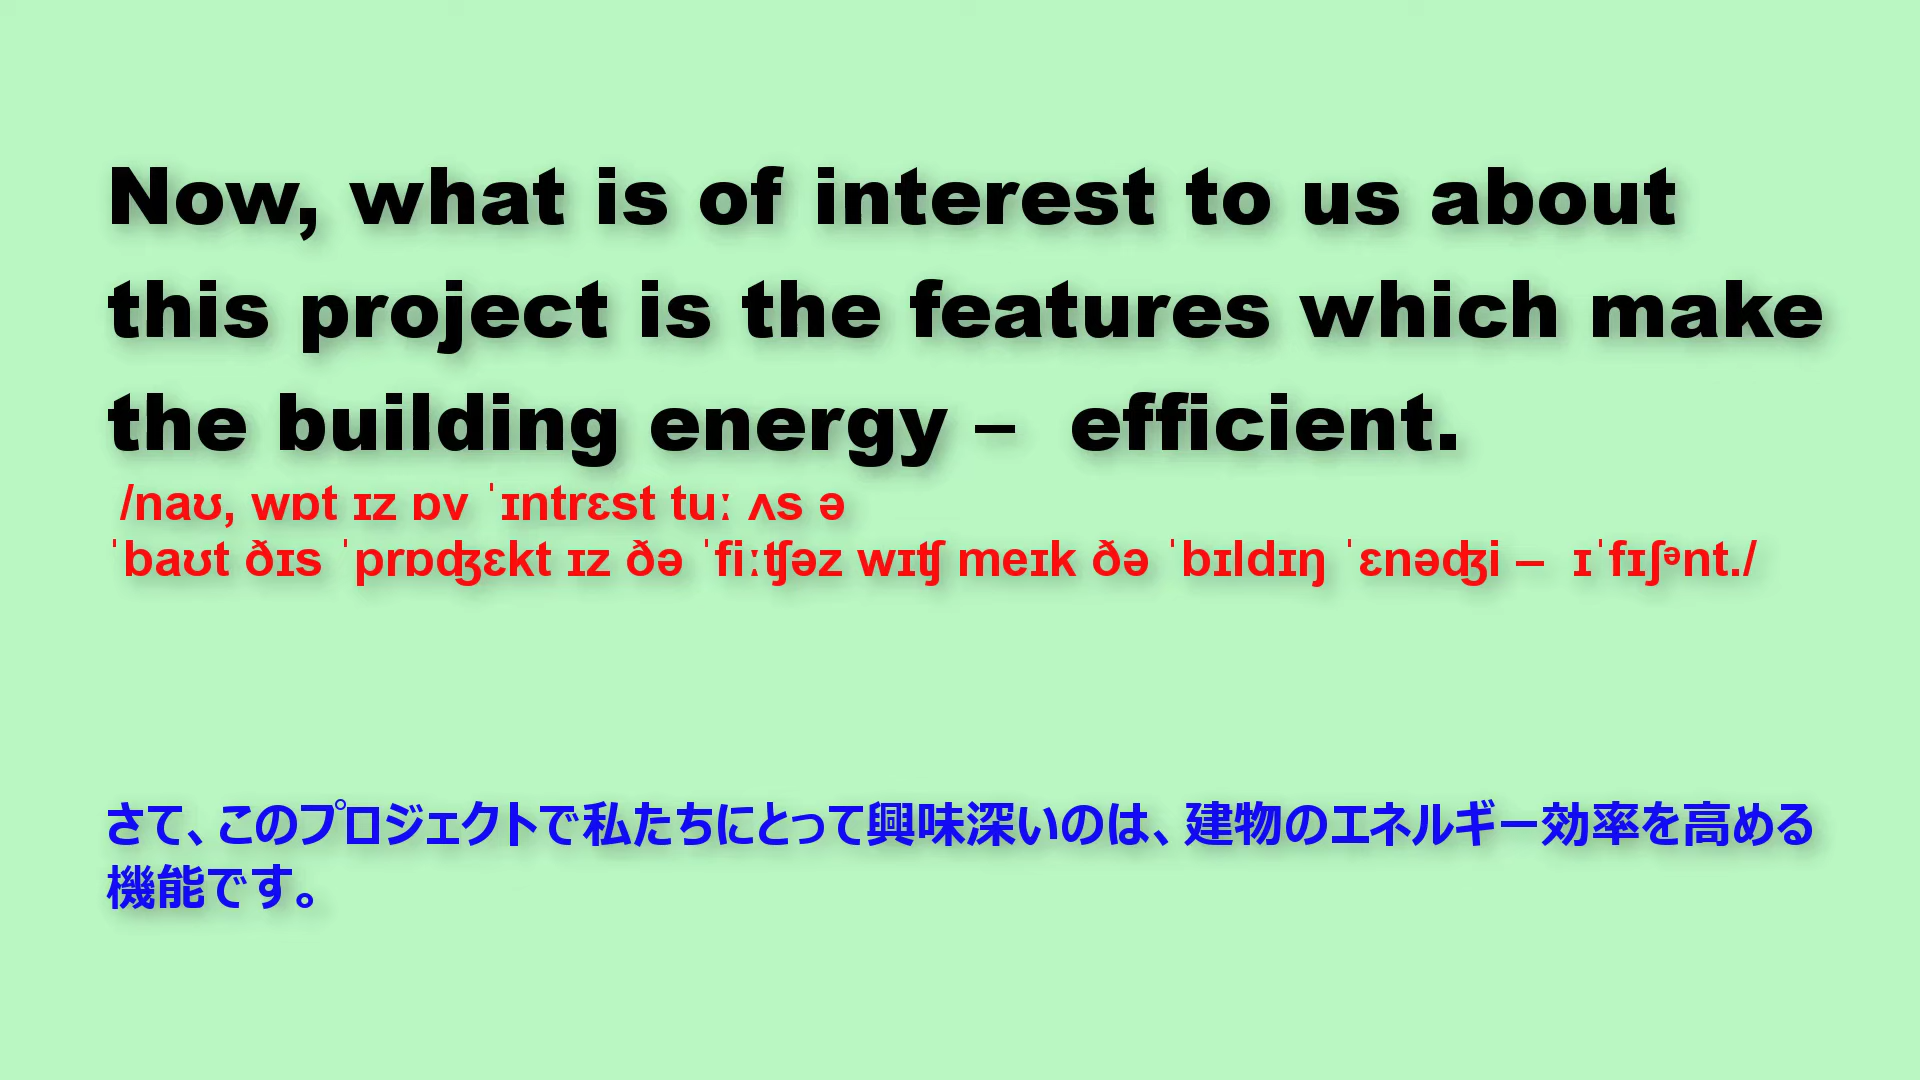 Now, what is of interest to us about
this project is the features which make
the building energy –  efficient.
/naʊ, wɒt ɪz ɒv ˈɪntrɛst tuː ʌs ə
ˈbaʊt ðɪs ˈprɒʤɛkt ɪz ðə ˈfiːʧəz wɪʧ meɪk ðə ˈbɪldɪŋ ˈɛnəʤi –  ɪˈfɪʃᵊnt./
さて、このプロジェクトで私たちにとって興味深いのは、建物のエネルギー効率を高める
機能です。